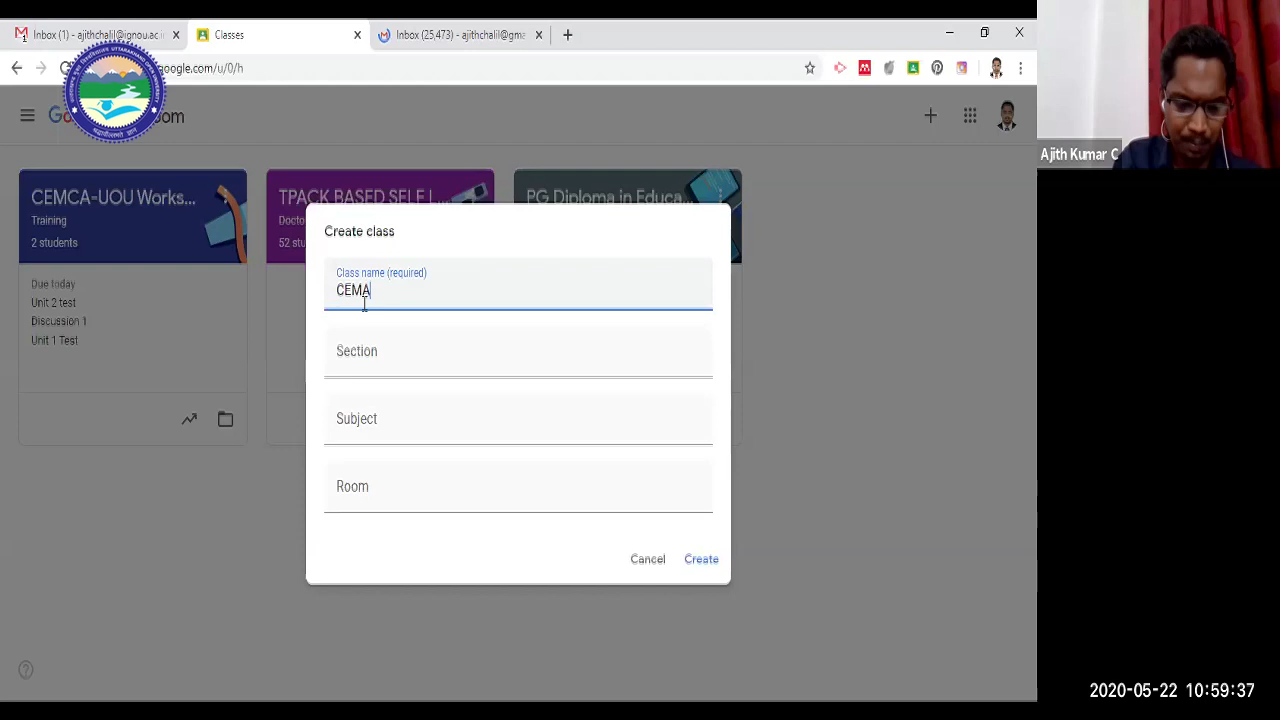 Inbox (1) - ajithchalil@ignou.ac.i
Classes
Inbox (25,473) - ajithchalil@gma
google.com/u/0/h
CEMCA-UOU Works...
Training
2 students
Due today
Unit 2 test
Discussion 1
Unit 1 Test
TPACK BASED SELF L
Docto
52 stu
PG Diploma in Educa...
Create class
Class name (required)
CEMA
Section
Subject
Room
Cancel
Create
Ajith Kumar C
2020-05-22 10:59:37